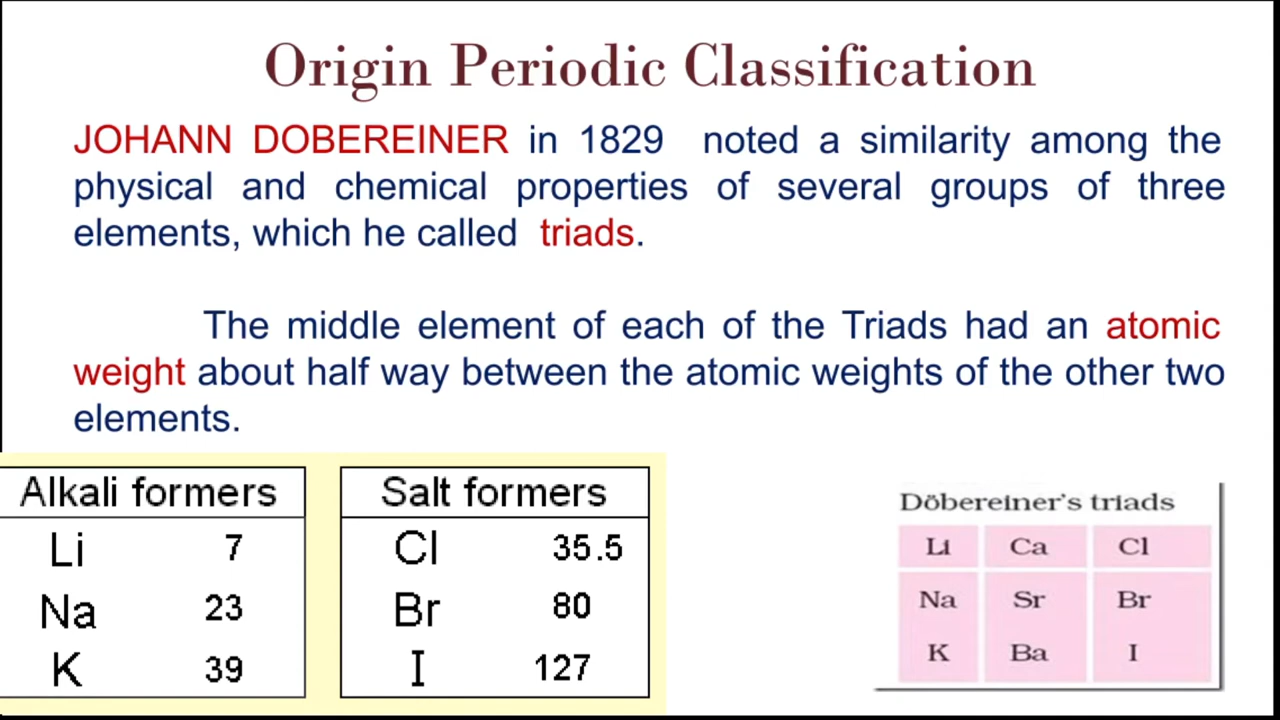 Origin Periodic Classification
JOHANN DOBEREINER in 1829 noted a similarity among the
physical and chemical properties of several groups of three
elements, which he called triads.
The middle element of each of the Triads had an atomic
weight about half way between the atomic weights of the other two
elements.
Alkali formers
Li 7
Na 23
K 39
Salt formers
Cl 35.5
Br 80
I 127
Döbereiner's triads
Li Ca Cl
Na Sr Br
K Ba I